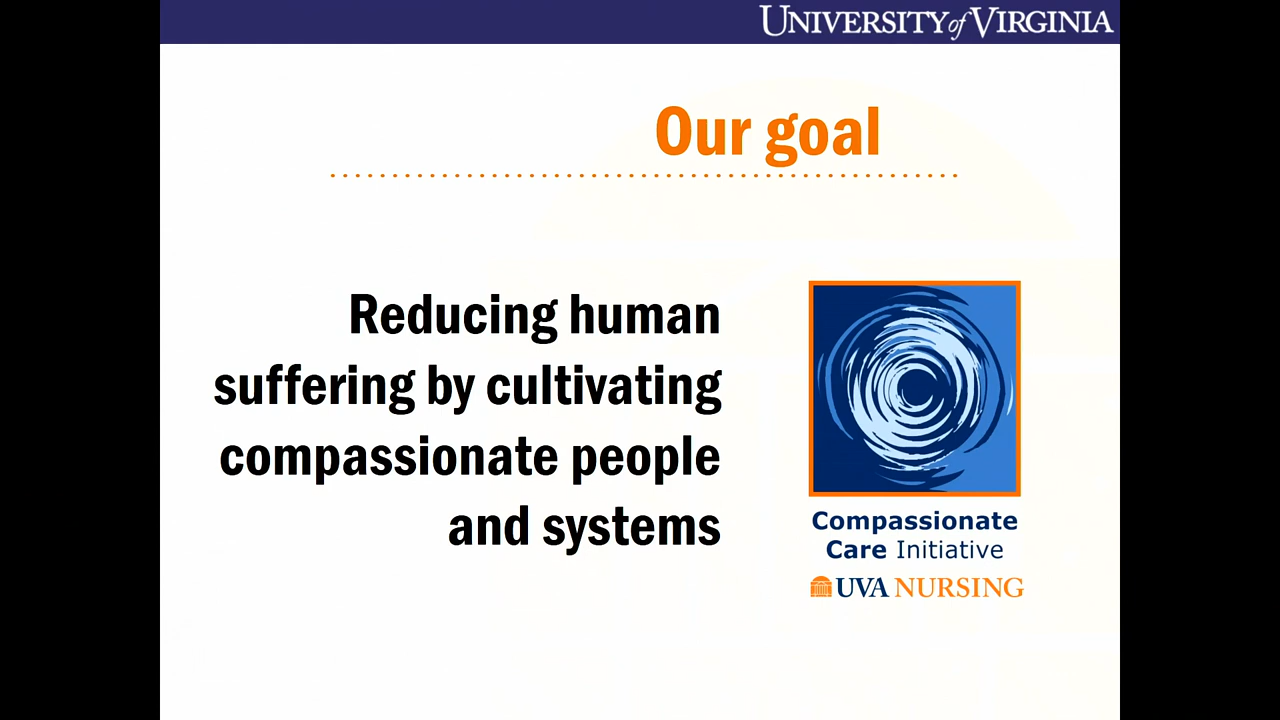 UNIVERSITY of VIRGINIA
Our goal
Reducing human
suffering by cultivating
compassionate people
and systems
Compassionate
Care Initiative
UVA NURSING